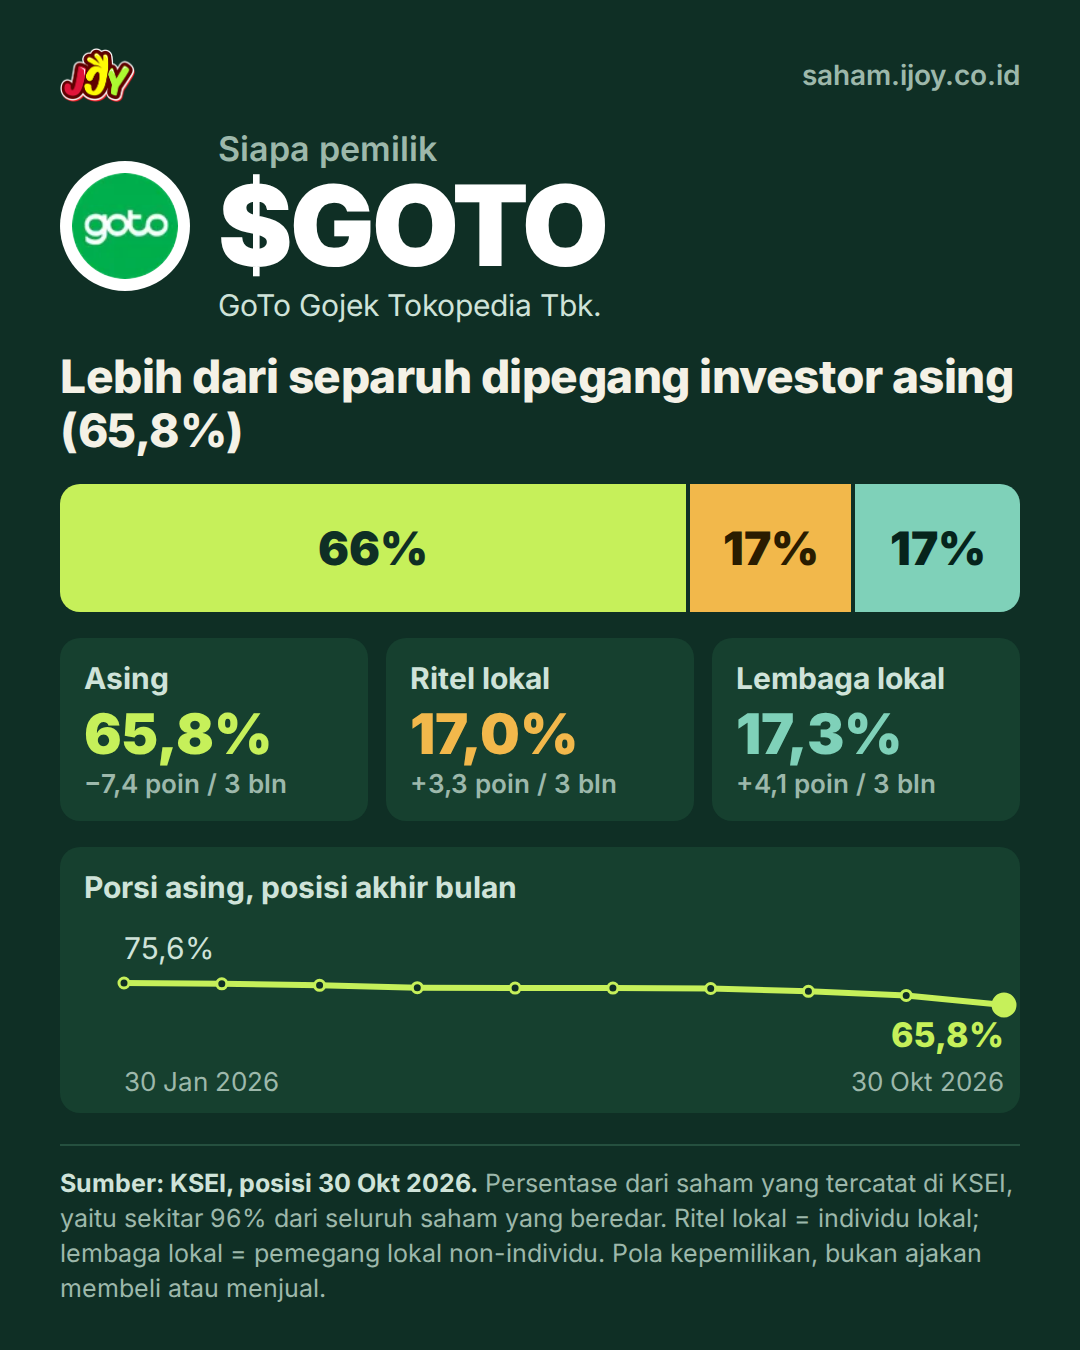 JOY
saham.ijoy.co.id
Siapa pemilik
goto
$GOTO
GoTo Gojek Tokopedia Tbk.
Lebih dari separuh dipegang investor asing
(65,8%)
66%
17%
17%
Asing
65,8%
−7,4 poin / 3 bln
Ritel lokal
17,0%
+3,3 poin / 3 bln
Lembaga lokal
17,3%
+4,1 poin / 3 bln
Porsi asing, posisi akhir bulan
75,6%
65,8%
30 Jan 2026
30 Okt 2026
Sumber: KSEI, posisi 30 Okt 2026. Persentase dari saham yang tercatat di KSEI,
yaitu sekitar 96% dari seluruh saham yang beredar. Ritel lokal = individu lokal;
lembaga lokal = pemegang lokal non-individu. Pola kepemilikan, bukan ajakan
membeli atau menjual.